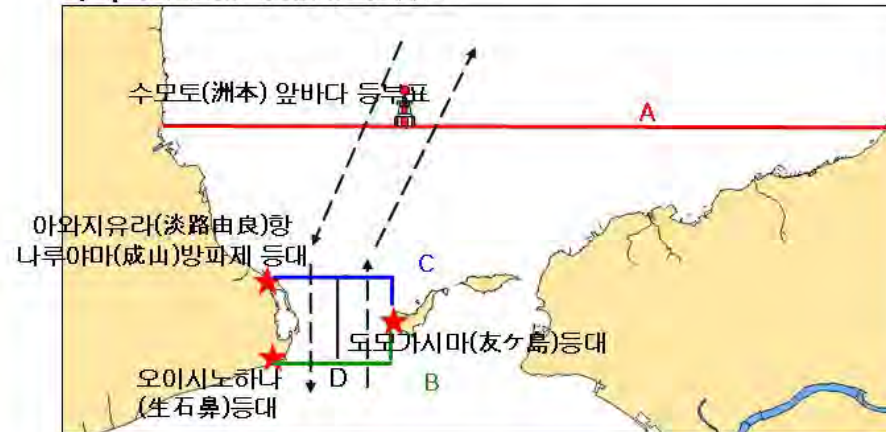 수모토(洲本) 앞바다 등부표
A
아와지유라(淡路由良)항
나루야마(成山)방파제 등대
C
도모가시마(友ケ島)등대
오이시노하나
(生石鼻)등대
D
B